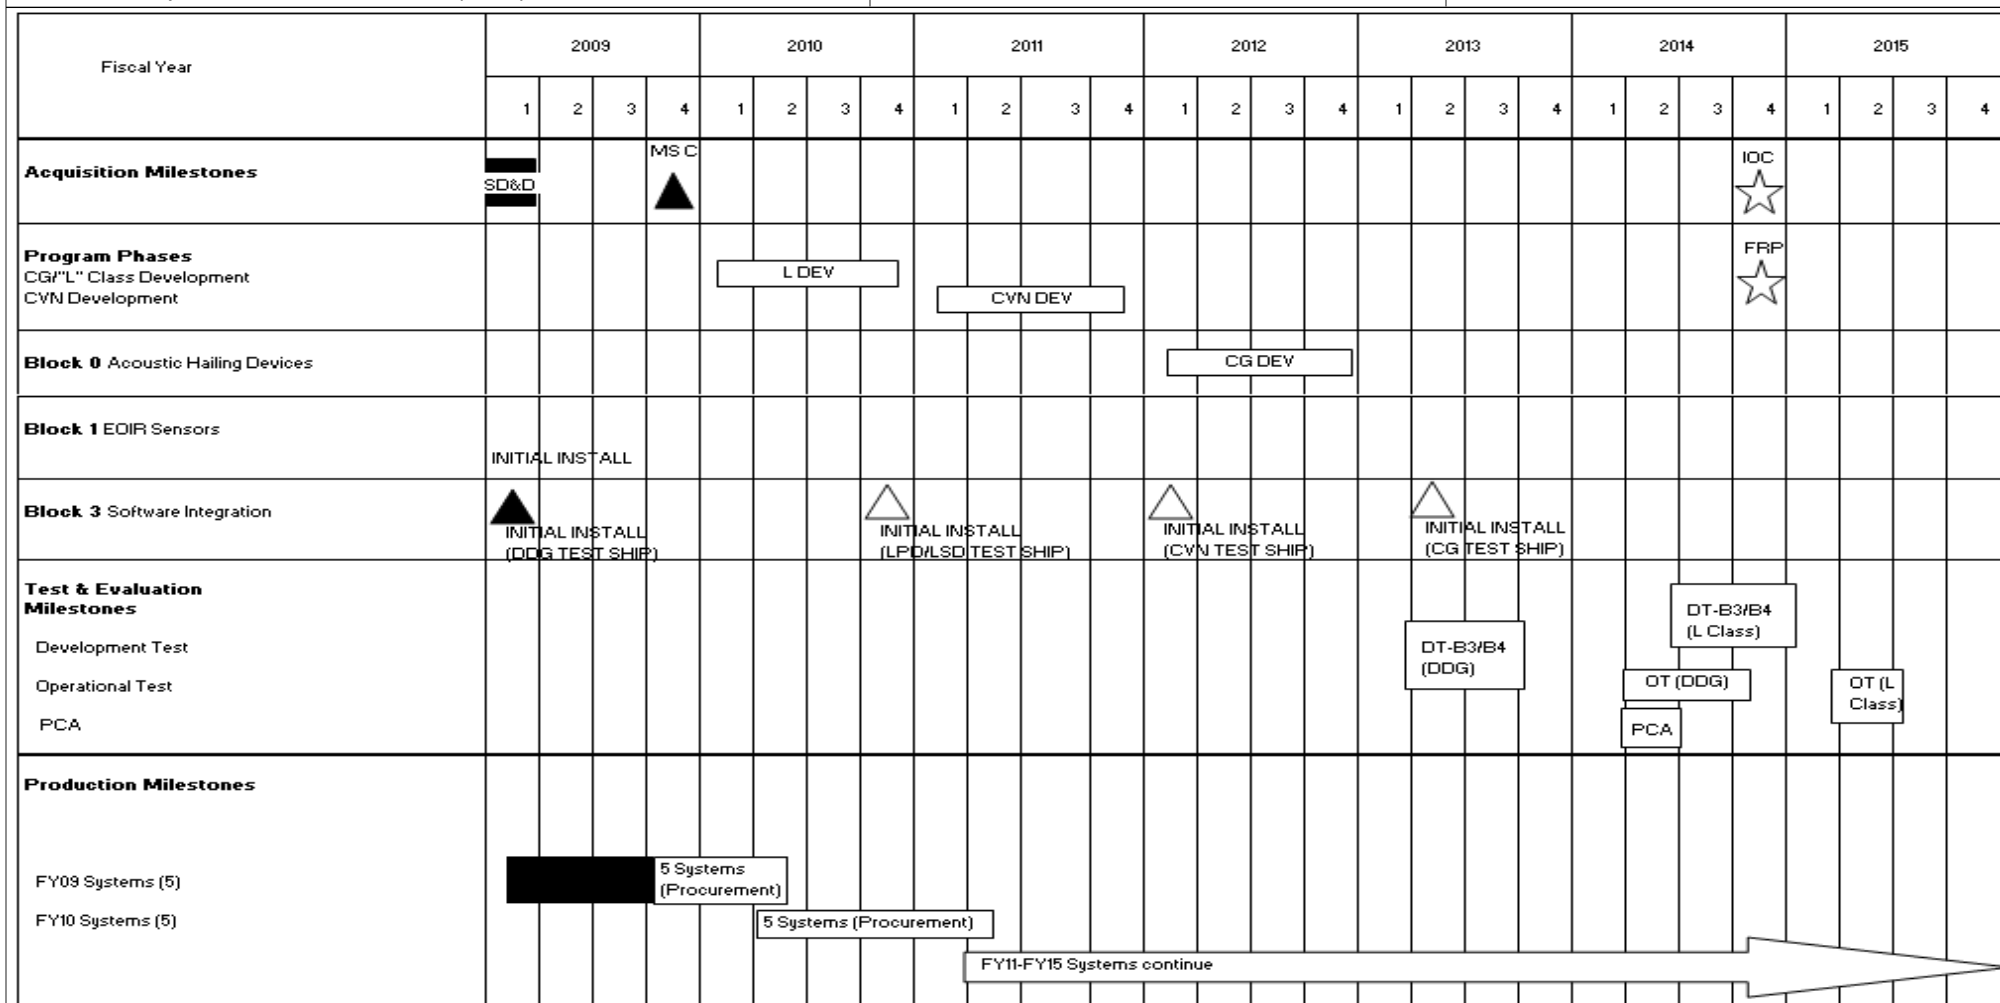 Fiscal Year
2009 2010 2011 2012 2013 2014 2015
1 2 3 4 1 2 3 4 1 2 3 4 1 2 3 4 1 2 3 4 1 2 3 4 1 2 3 4
Acquisition Milestones
SD&D
MS C
IOC
Program Phases
CG/"L" Class Development
CVN Development
L DEV
CVN DEV
FRP
Block 0 Acoustic Hailing Devices
CG DEV
Block 1 EOIR Sensors
INITIAL INSTALL
Block 3 Software Integration
INITIAL INSTALL
(DDG TEST SHIP)
INITIAL INSTALL
(LPD/LSD TEST SHIP)
INITIAL INSTALL
(CVN TEST SHIP)
INITIAL INSTALL
(CG TEST SHIP)
Test & Evaluation
Milestones
Development Test
Operational Test
PCA
DT-B3/B4
(DDG)
DT-B3/B4
(L Class)
OT (DDG)
PCA
OT (L
Class)
Production Milestones
FY09 Systems (5)
5 Systems
(Procurement)
FY10 Systems (5)
5 Systems (Procurement)
FY11-FY15 Systems continue